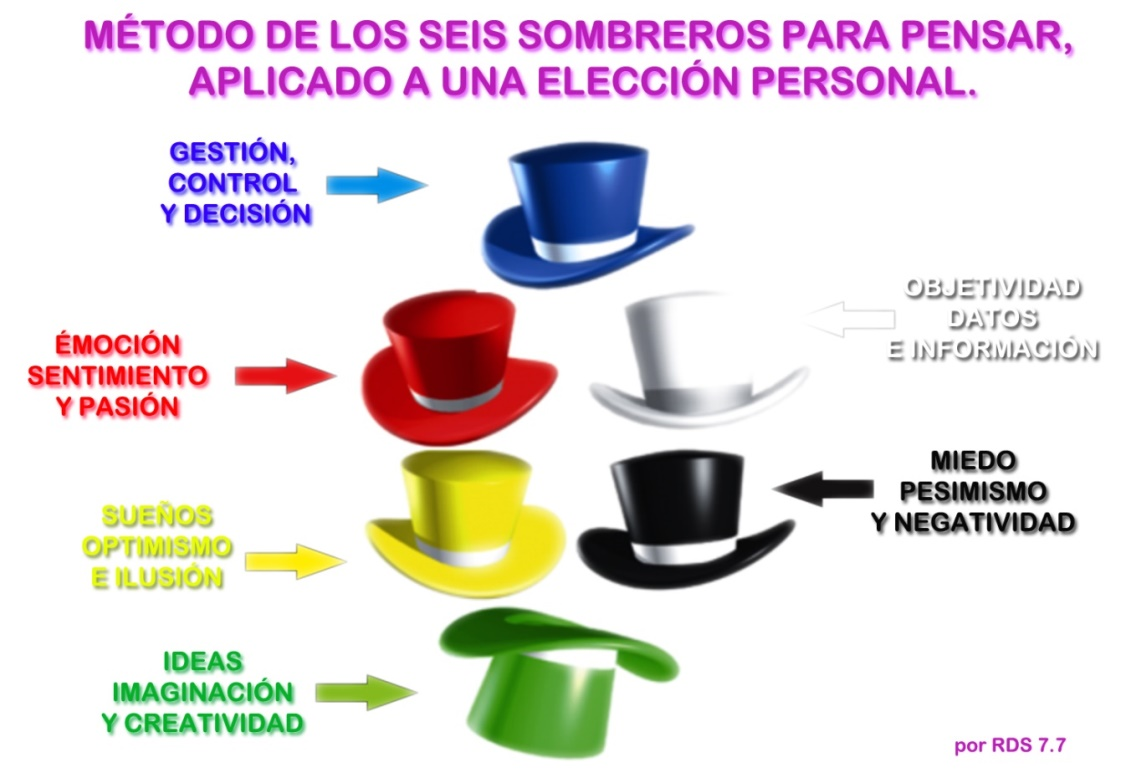 MÉTODO DE LOS SEIS SOMBREROS PARA PENSAR,
APLICADO A UNA ELECCIÓN PERSONAL.
GESTIÓN,
CONTROL
Y DECISIÓN
OBJETIVIDAD
DATOS
E INFORMACIÓN
ÉMOCIÓN
SENTIMIENTO
Y PASIÓN
MIEDO
PESIMISMO
Y NEGATIVIDAD
SUEÑOS
OPTIMISMO
E ILUSIÓN
IDEAS
IMAGINACIÓN
Y CREATIVIDAD
por RDS 7.7